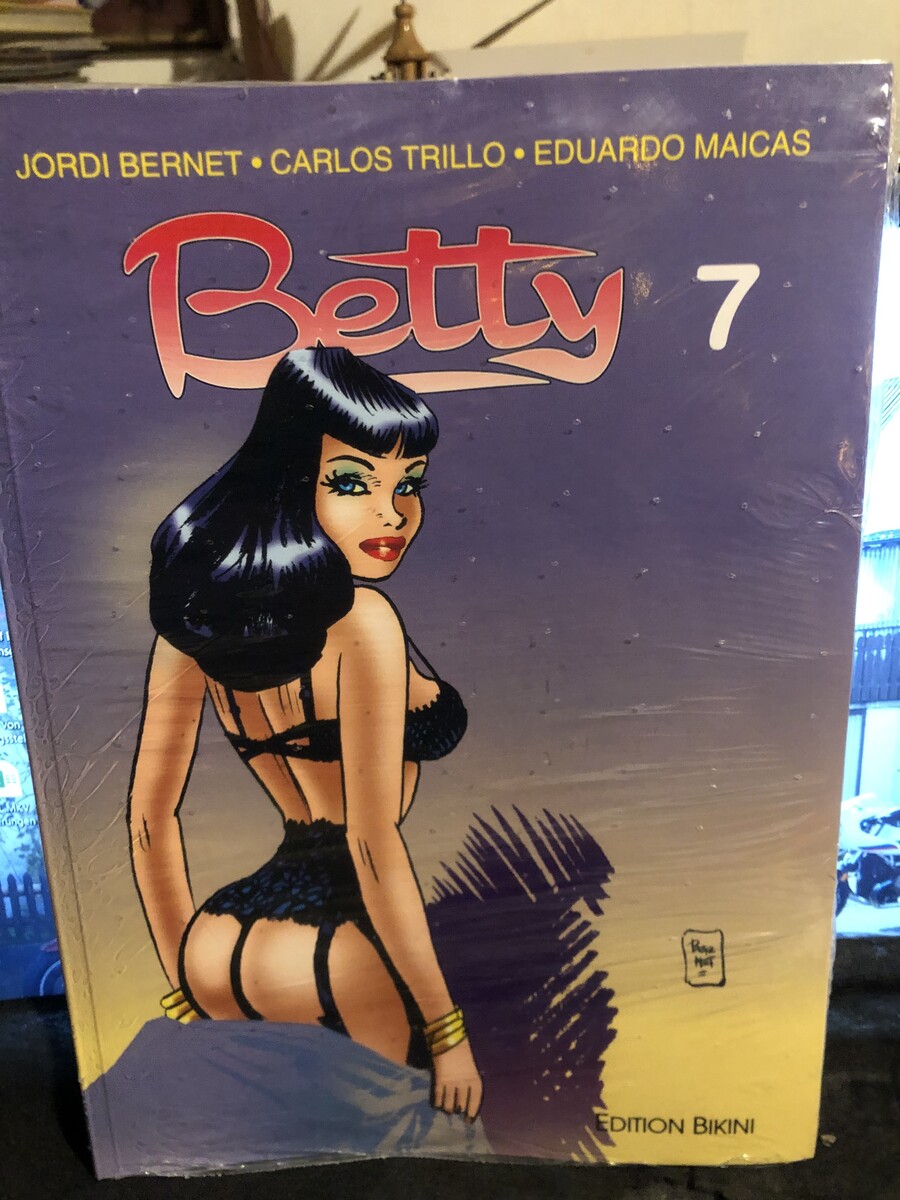 JORDI BERNET • CARLOS TRILLO • EDUARDO MAICAS
Betty 7
EDITION BIKINI